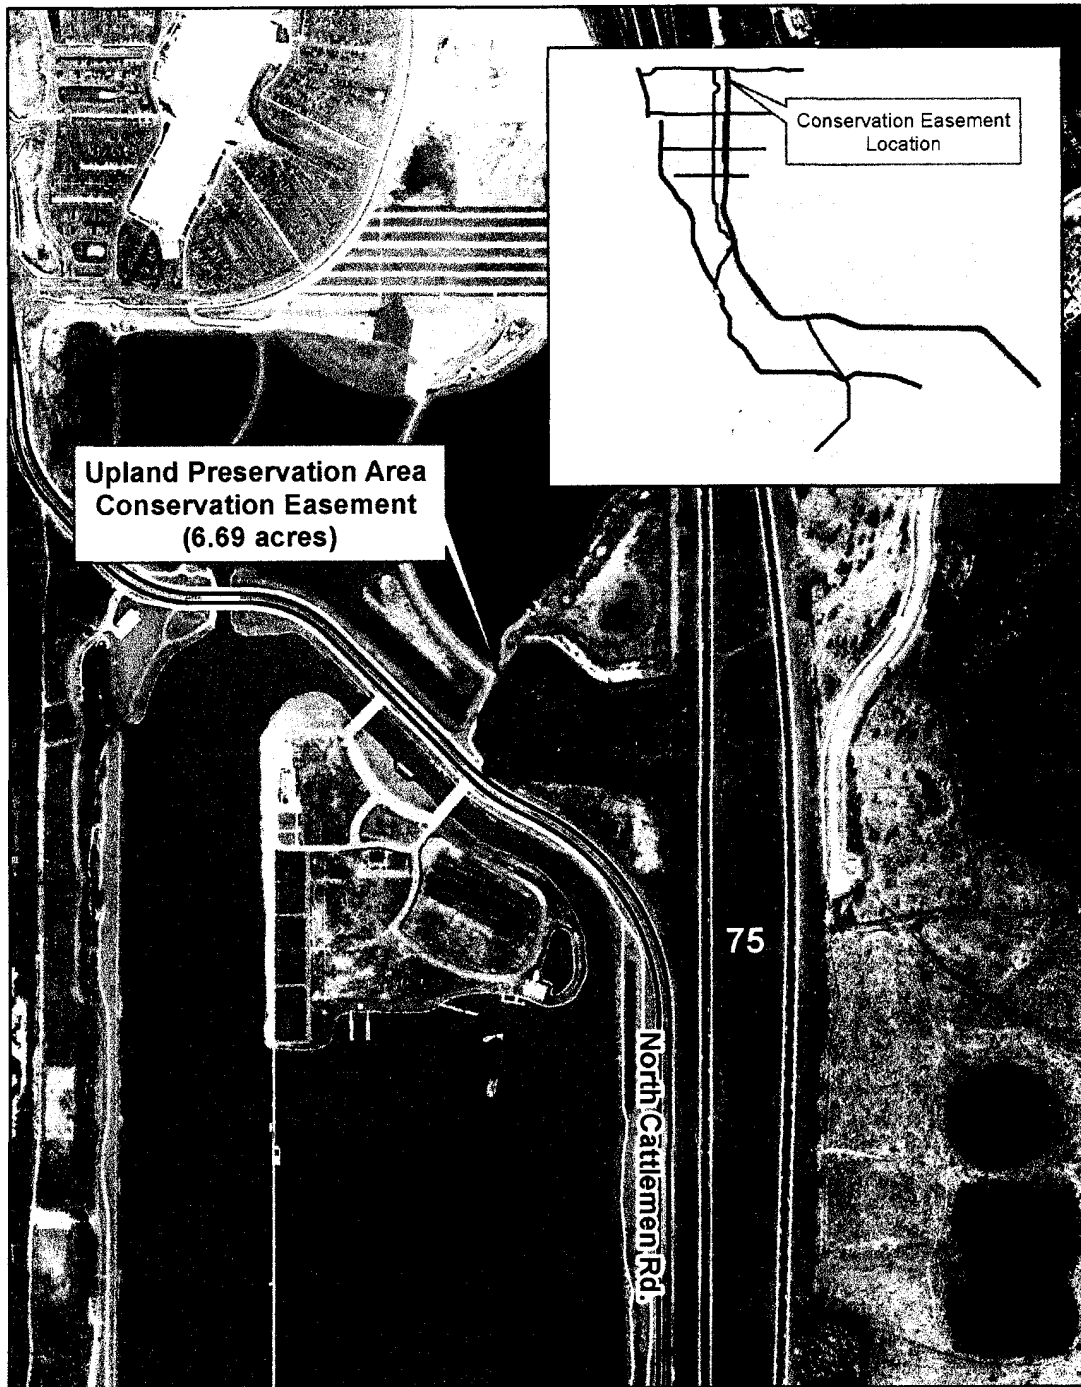 Conservation Easement
Location
Upland Preservation Area
Conservation Easement
(6.69 acres)
75
North Cattlemen Rd.